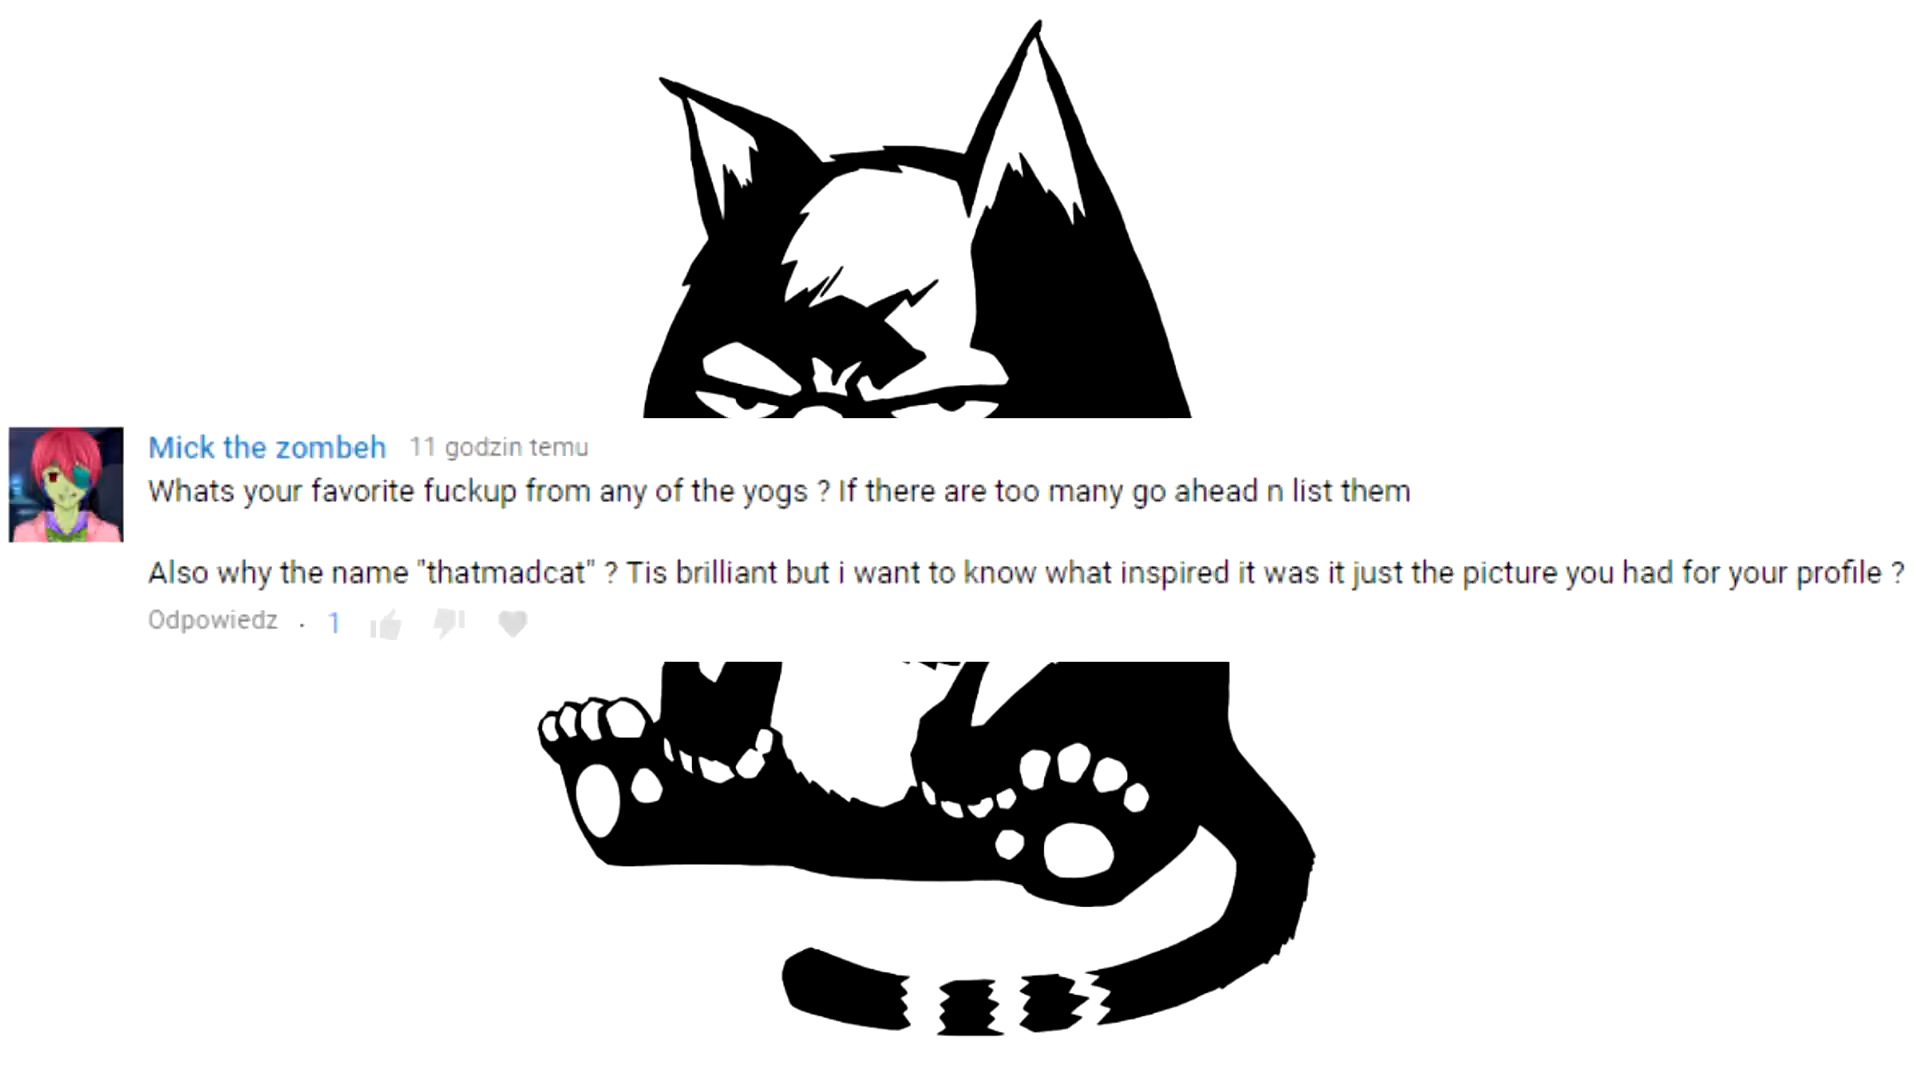 Mick the zombeh 11 godzin temu
Whats your favorite fuckup from any of the yogs ? If there are too many go ahead n list them
Also why the name "thatmadcat" ? Tis brilliant but i want to know what inspired it was it just the picture you had for your profile ?
Odpowiedz · 1